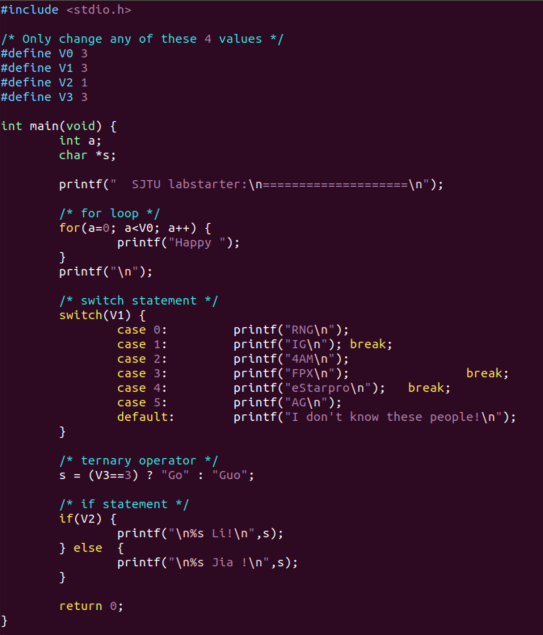 #include <stdio.h>

/* Only change any of these 4 values */
#define V0 3
#define V1 3
#define V2 1
#define V3 3

int main(void) {
        int a;
        char *s;

        printf("  SJTU labstarter:\n====================\n");

        /* for loop */
        for(a=0; a<V0; a++) {
                printf("Happy ");
        }
        printf("\n");

        /* switch statement */
        switch(V1) {
                case 0:         printf("RNG\n");
                case 1:         printf("IG\n"); break;
                case 2:         printf("4AM\n");
                case 3:         printf("FPX\n");                break;
                case 4:         printf("eStarpro\n");   break;
                case 5:         printf("AG\n");
                default:        printf("I don't know these people!\n");
        }

        /* ternary operator */
        s = (V3==3) ? "Go" : "Guo";

        /* if statement */
        if(V2) {
                printf("\n%s Li!\n",s);
        } else  {
                printf("\n%s Jia !\n",s);
        }

        return 0;
}